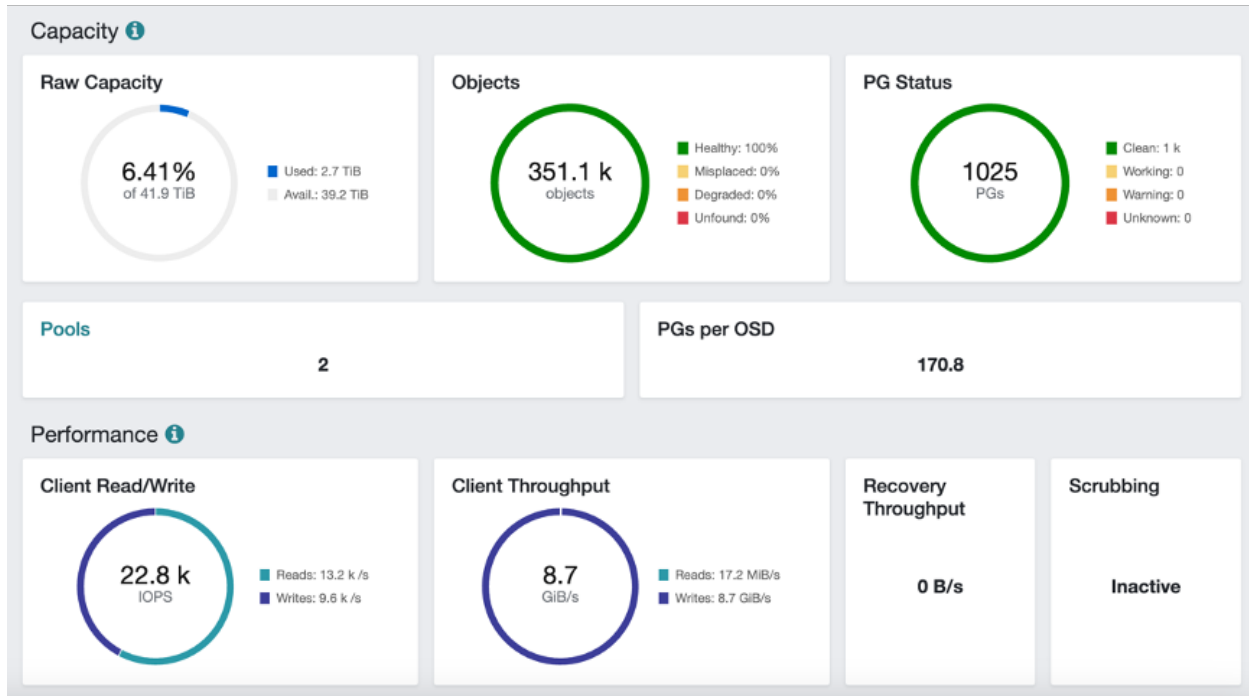 Capacity
Raw Capacity
6.41%
of 41.9 TiB
Used: 2.7 TiB
Avail.: 39.2 TiB
Objects
351.1 k
objects
Healthy: 100%
Misplaced: 0%
Degraded: 0%
Unfound: 0%
PG Status
1025
PGs
Clean: 1 k
Working: 0
Warning: 0
Unknown: 0
Pools
2
PGs per OSD
170.8
Performance
Client Read/Write
22.8 k
IOPS
Reads: 13.2 k /s
Writes: 9.6 k /s
Client Throughput
8.7
GiB/s
Reads: 17.2 MiB/s
Writes: 8.7 GiB/s
Recovery
Throughput
0 B/s
Scrubbing
Inactive